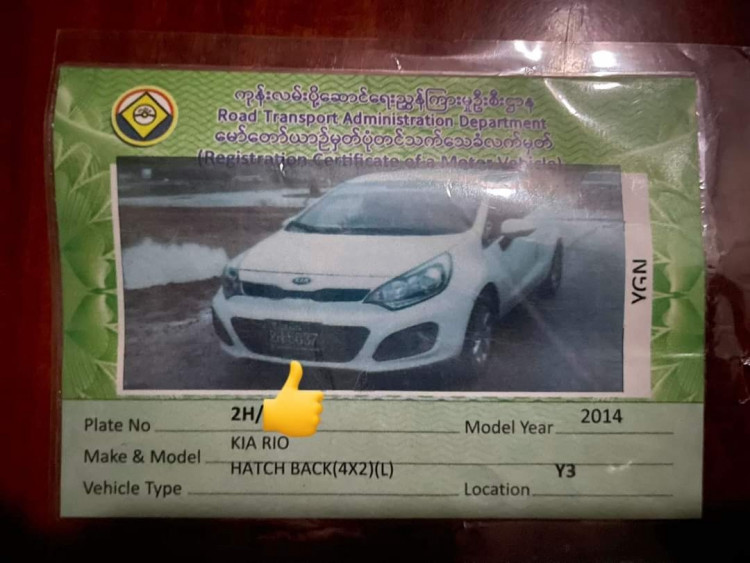 ကုန်းလမ်းပို့ဆောင်ရေးညွှန်ကြားမှုဦးစီးဌာန
Road Transport Administration Department
မော်တော်ယာဉ်မှတ်ပုံတင်သက်သေခံလက်မှတ်
(Registration Certificate of a Motor Vehicle)
YGN
Plate No 2H/ Model Year 2014
Make & Model KIA RIO
Vehicle Type HATCH BACK(4X2)(L) Location Y3